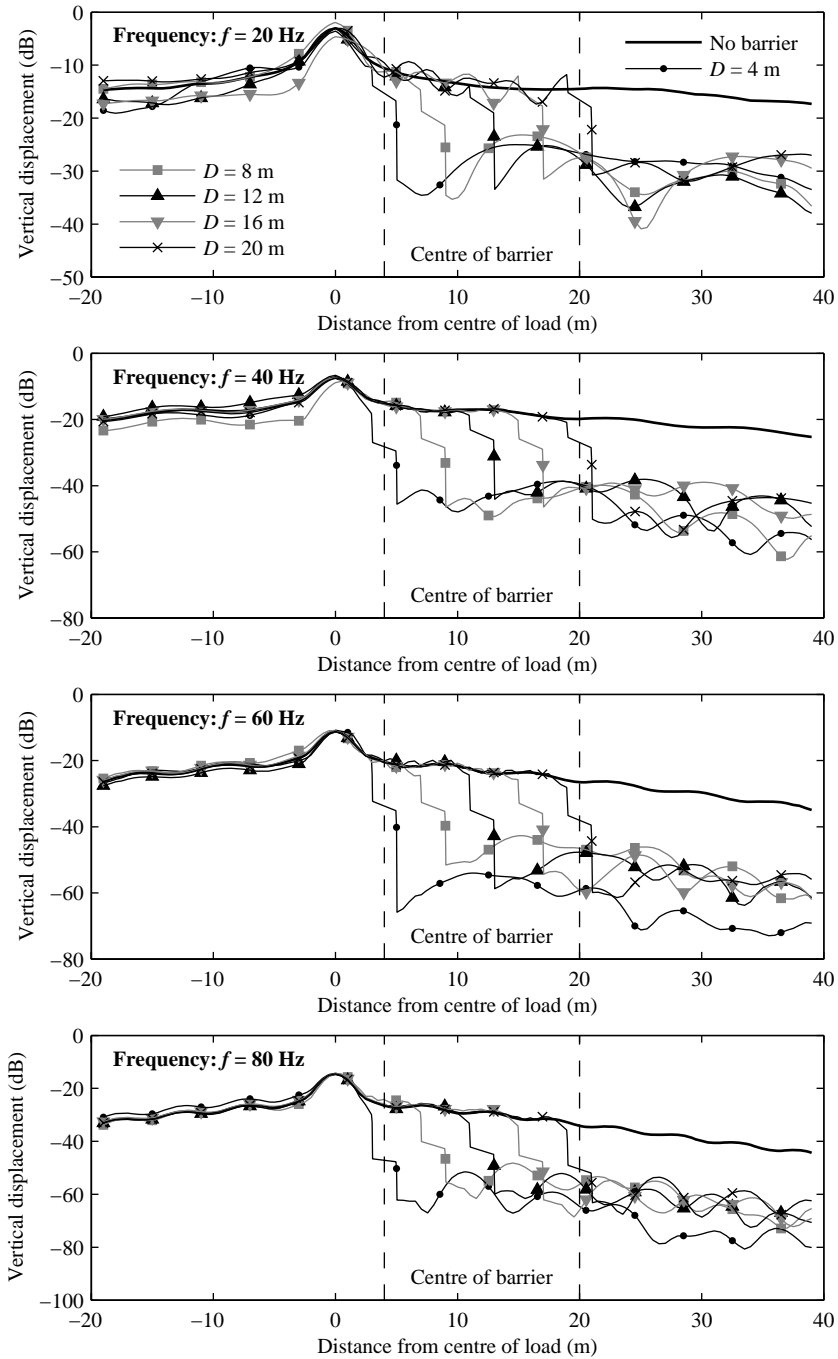 Frequency: f = 20 Hz
No barrier
D = 4 m
D = 8 m
D = 12 m
D = 16 m
D = 20 m
Centre of barrier
0
−10
−20
−30
−40
−50
Vertical displacement (dB)
−20 −10 0 10 20 30 40
Distance from centre of load (m)
Frequency: f = 40 Hz
Centre of barrier
0
−20
−40
−60
−80
Vertical displacement (dB)
−20 −10 0 10 20 30 40
Distance from centre of load (m)
Frequency: f = 60 Hz
Centre of barrier
0
−20
−40
−60
−80
Vertical displacement (dB)
−20 −10 0 10 20 30 40
Distance from centre of load (m)
Frequency: f = 80 Hz
Centre of barrier
0
−20
−40
−60
−80
−100
Vertical displacement (dB)
−20 −10 0 10 20 30 40
Distance from centre of load (m)